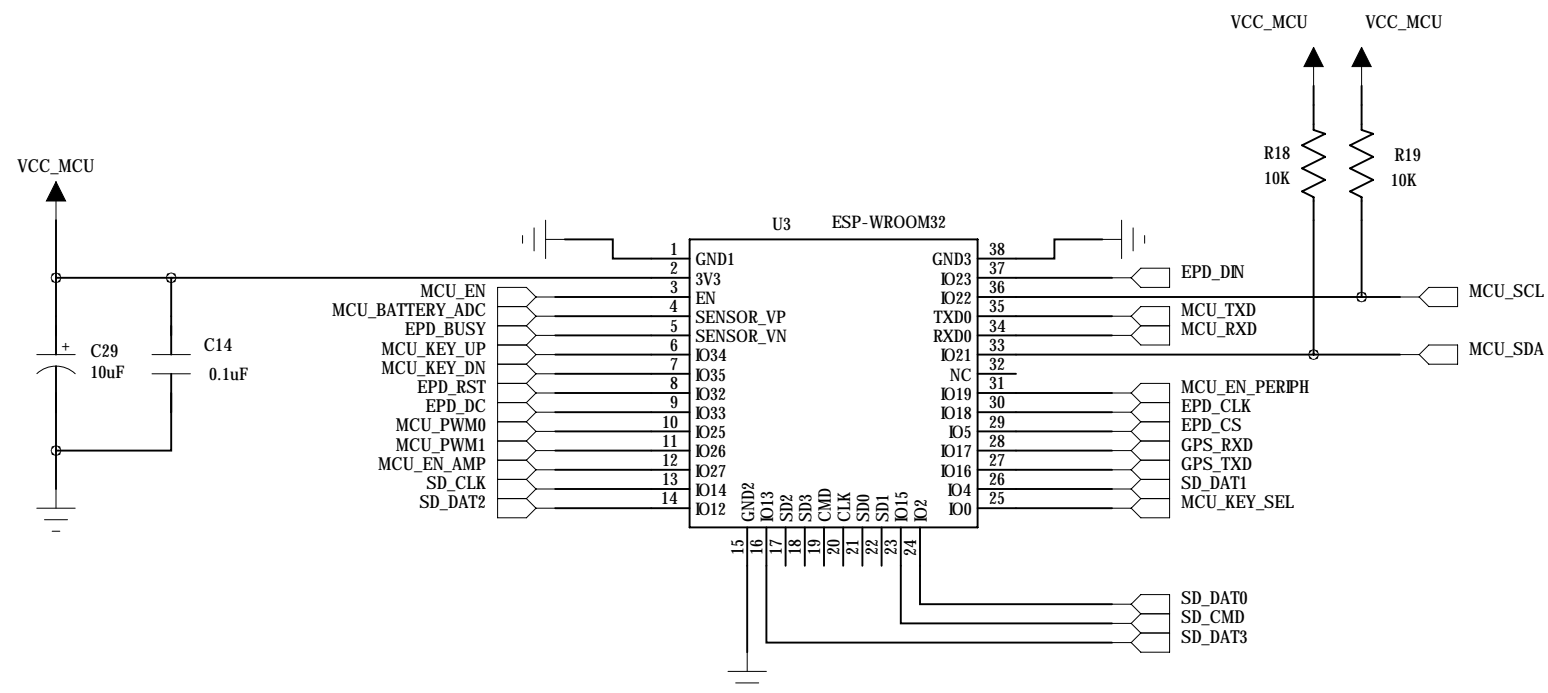 VCC_MCU VCC_MCU
R18 R19
10K 10K
VCC_MCU
U3 ESP-WROOM32
1 GND1
2 3V3
MCU_EN 3 EN
MCU_BATTERY_ADC 4 SENSOR_VP
EPD_BUSY 5 SENSOR_VN
MCU_KEY_UP 6 IO34
MCU_KEY_DN 7 IO35
EPD_RST 8 IO32
EPD_DC 9 IO33
MCU_PWM0 10 IO25
MCU_PWM1 11 IO26
MCU_EN_AMP 12 IO27
SD_CLK 13 IO14
SD_DAT2 14 IO12
GND3 38
IO23 37 EPD_DIN
IO22 36 MCU_SCL
TXD0 35 MCU_TXD
RXD0 34 MCU_RXD
IO21 33 MCU_SDA
NC 32
IO19 31 MCU_EN_PERIPH
IO18 30 EPD_CLK
IO5 29 EPD_CS
IO17 28 GPS_RXD
IO16 27 GPS_TXD
IO4 26 SD_DAT1
IO0 25 MCU_KEY_SEL
+
C29
10uF
C14
0.1uF
GND2 IO13 SD2 SD3 CMD CLK SD0 SD1 IO15 IO2
15 16 17 18 19 20 21 22 23 24
SD_DAT0
SD_CMD
SD_DAT3